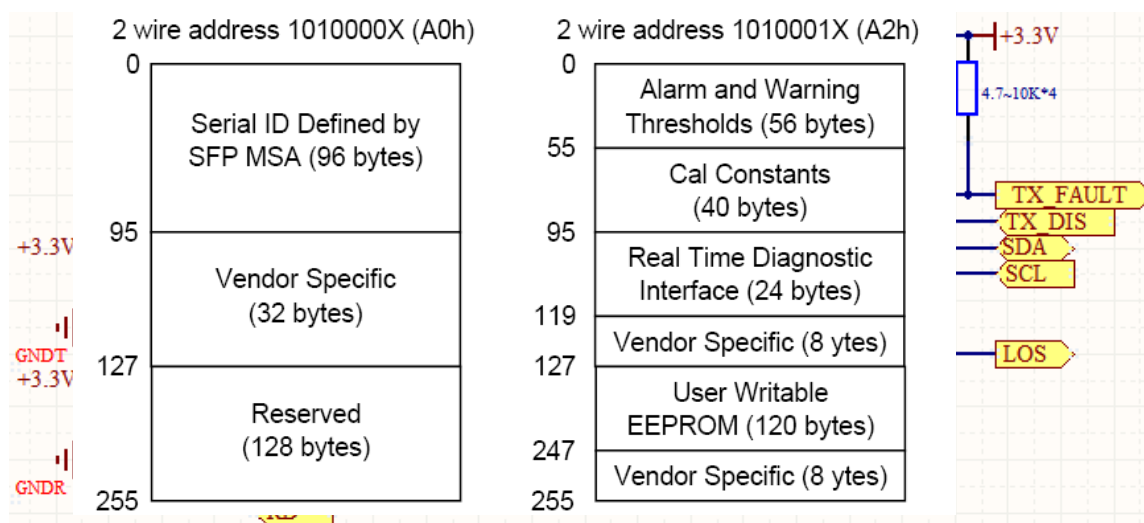 2 wire address 1010000X (A0h)
0
Serial ID Defined by
SFP MSA (96 bytes)
95
Vendor Specific
(32 bytes)
127
Reserved
(128 bytes)
255
2 wire address 1010001X (A2h)
0
Alarm and Warning
Thresholds (56 bytes)
55
Cal Constants
(40 bytes)
95
Real Time Diagnostic
Interface (24 bytes)
119
Vendor Specific (8 ytes)
127
User Writable
EEPROM (120 bytes)
247
Vendor Specific (8 ytes)
255
+3.3V
GNDT
+3.3V
GNDR
+3.3V
4.7~10K*4
TX_FAULT
TX_DIS
SDA
SCL
LOS